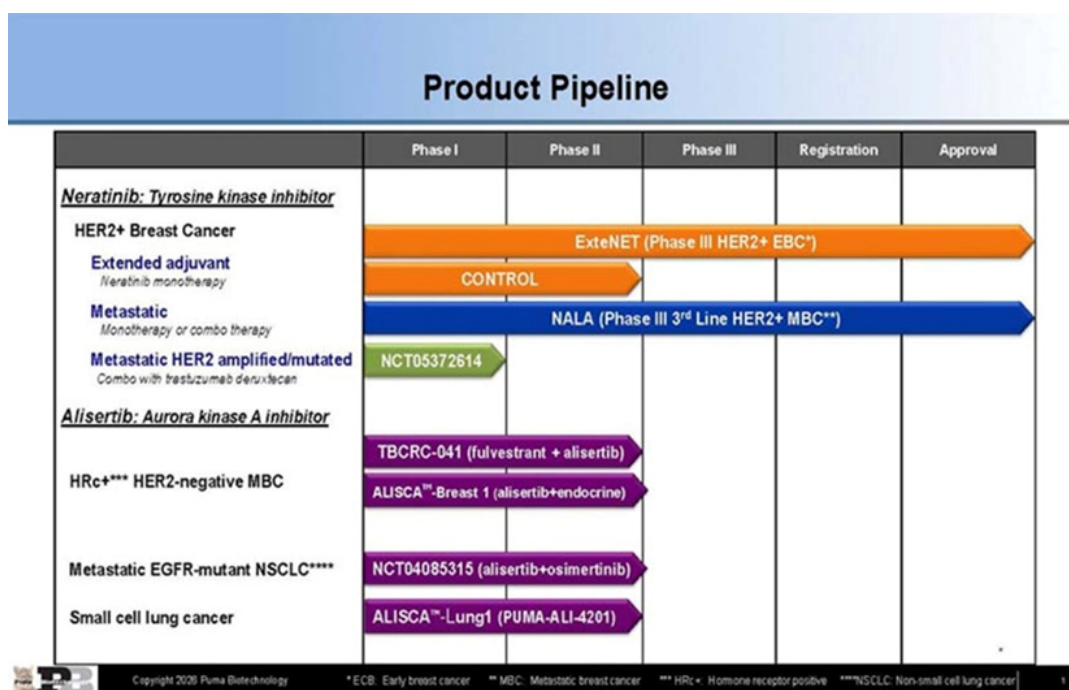 Product Pipeline
Phase I Phase II Phase III Registration Approval
Neratinib: Tyrosine kinase inhibitor
HER2+ Breast Cancer
ExteNET (Phase III HER2+ EBC*)
Extended adjuvant
Neratinib monotherapy
CONTROL
Metastatic
Monotherapy or combo therapy
NALA (Phase III 3rd Line HER2+ MBC**)
Metastatic HER2 amplified/mutated
Combo with trastuzumab deruxtecan
NCT05372614
Alisertib: Aurora kinase A inhibitor
TBCRC-041 (fulvestrant + alisertib)
HRc+*** HER2-negative MBC
ALISCA™-Breast 1 (alisertib+endocrine)
Metastatic EGFR-mutant NSCLC****
NCT04085315 (alisertib+osimertinib)
Small cell lung cancer
ALISCA™-Lung1 (PUMA-ALI-4201)
Copyright 2026 Puma Biotechnology *ECB: Early breast cancer ** MBC: Metastatic breast cancer *** HRc+: Hormone receptor positive ****NSCLC: Non-small cell lung cancer